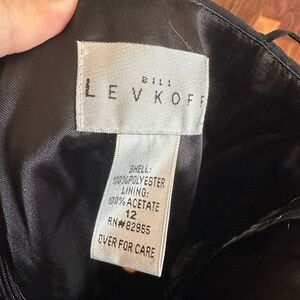 BILL
LEVKOFF
SHELL:
100%POLYESTER
LINING:
100%ACETATE
12
RN#82955
OVER FOR CARE